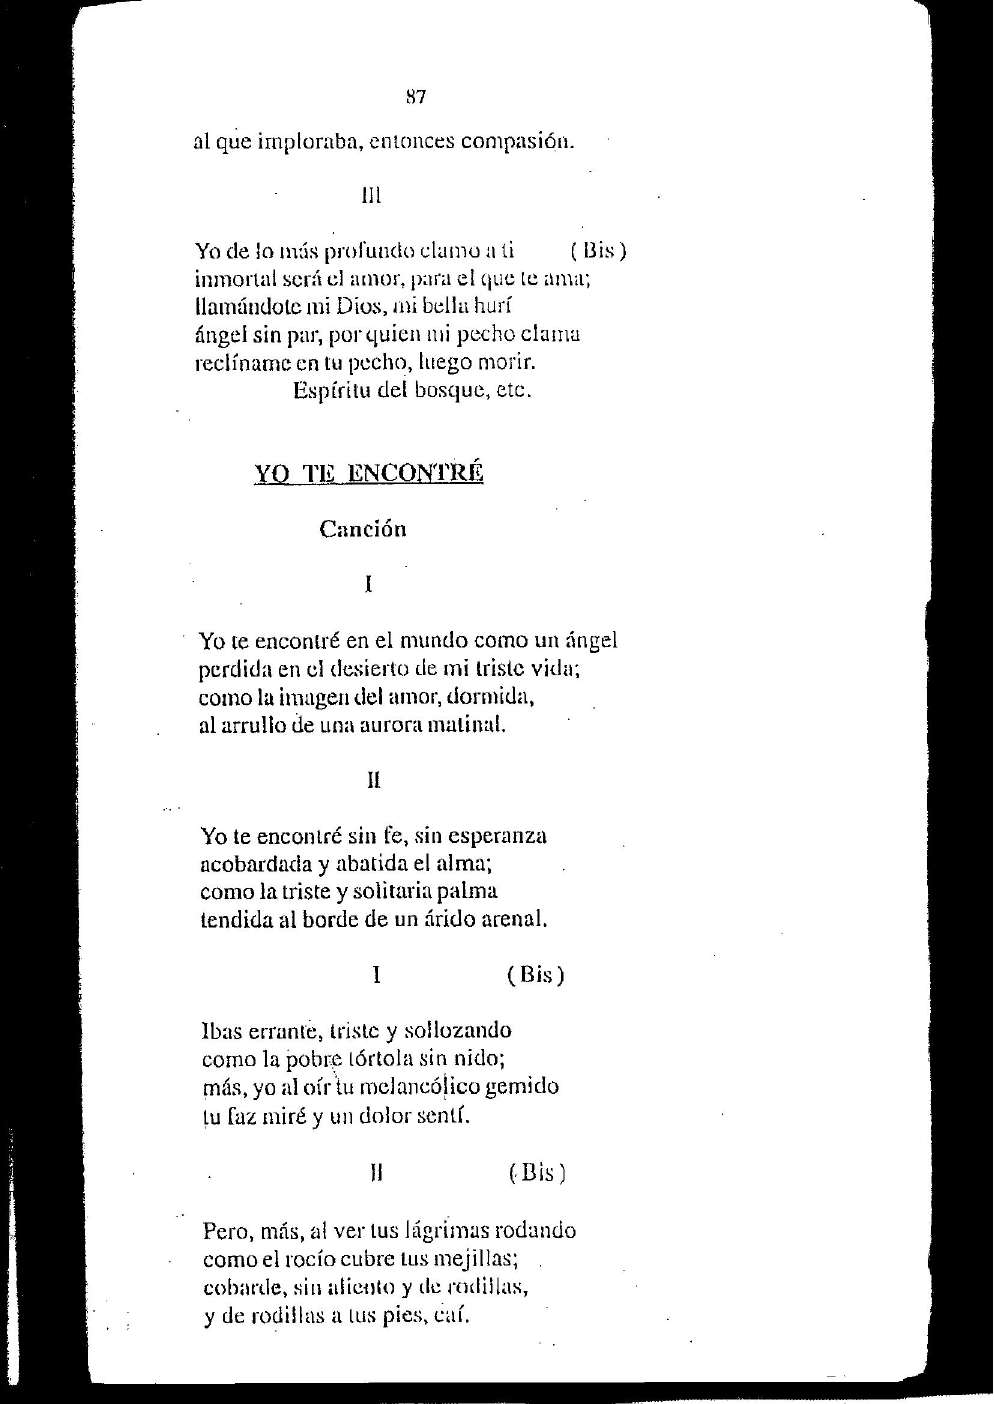 87
al que imploraba, entonces compasión.
III
Yo de lo más profundo clamo a ti (Bis)
inmortal será el amor, para el que te ama;
llamándote mi Dios, mi bella hurí
ángel sin par, por quien mi pecho clama
reclíname en tu pecho, luego morir.
Espíritu del bosque, etc.
YO TE ENCONTRÉ
Canción
I
Yo te encontré en el mundo como un ángel
perdida en el desierto de mi triste vida;
como la imagen del amor, dormida,
al arrullo de una aurora matinal.
II
Yo te encontré sin fe, sin esperanza
acobardada y abatida el alma;
como la triste y solitaria palma
tendida al borde de un árido arenal.
I (Bis)
Ibas errante, triste y sollozando
como la pobre tórtola sin nido;
más, yo al oír tu melancólico gemido
tu faz miré y un dolor sentí.
II (Bis)
Pero, más, al ver tus lágrimas rodando
como el rocío cubre tus mejillas;
cobarde, sin aliento y de rodillas,
y de rodillas a tus pies, caí.